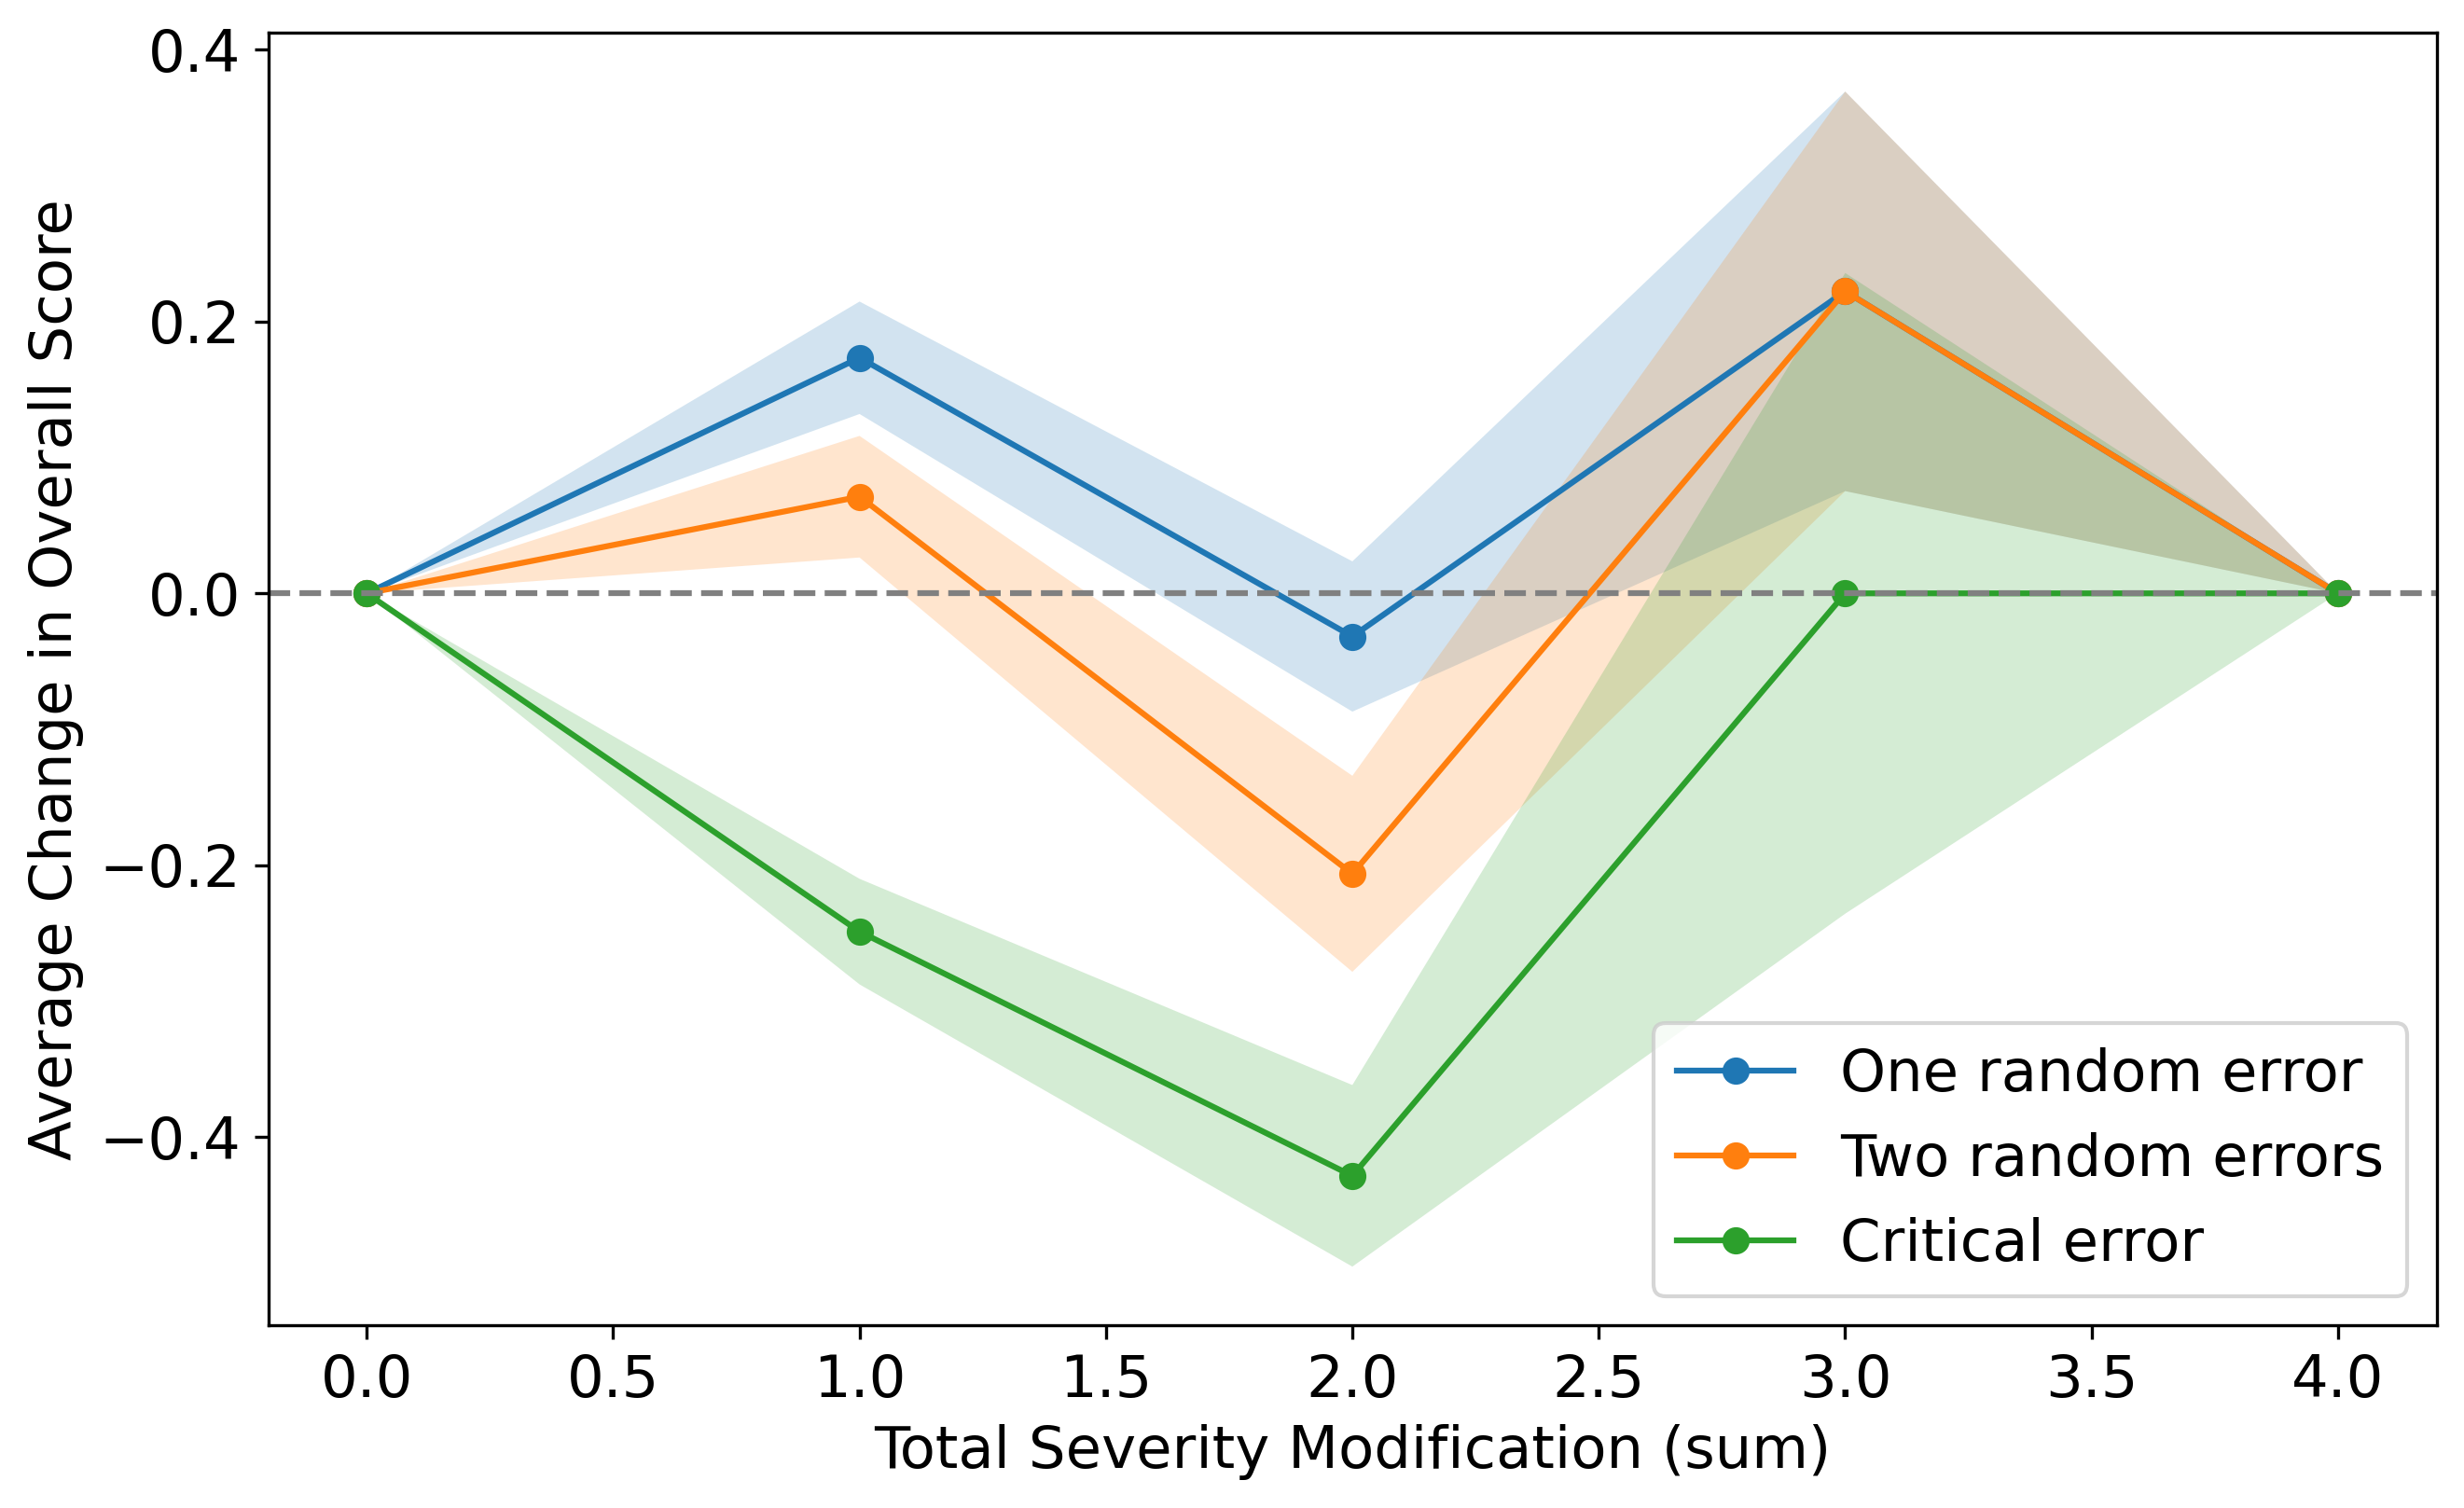 0.4
0.2
0.0
−0.2
−0.4
Average Change in Overall Score
0.0 0.5 1.0 1.5 2.0 2.5 3.0 3.5 4.0
Total Severity Modification (sum)
One random error
Two random errors
Critical error